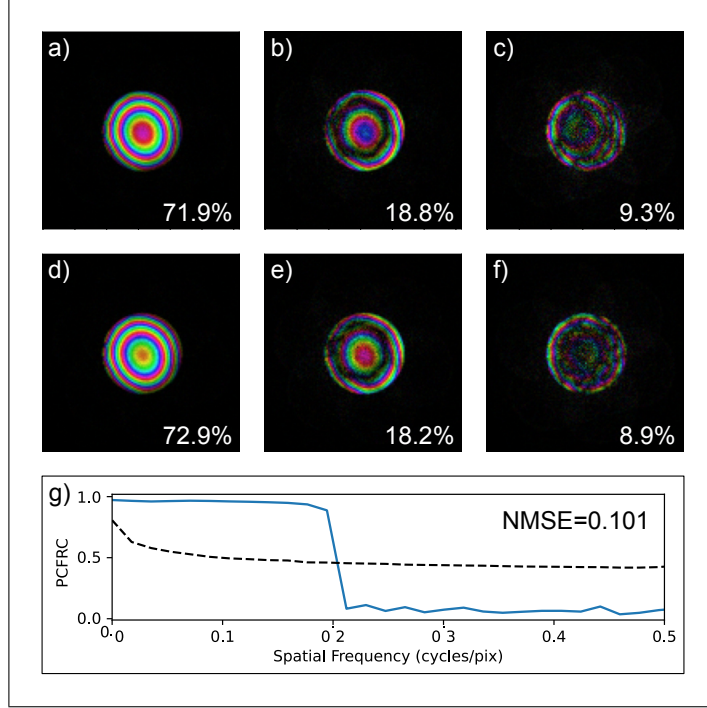 a)
b)
c)
71.9%
18.8%
9.3%
d)
e)
f)
72.9%
18.2%
8.9%
g)
1.0
NMSE=0.101
PCFRC
0.5
0.0
0.0
0.1
0.2
0.3
0.4
0.5
Spatial Frequency (cycles/pix)